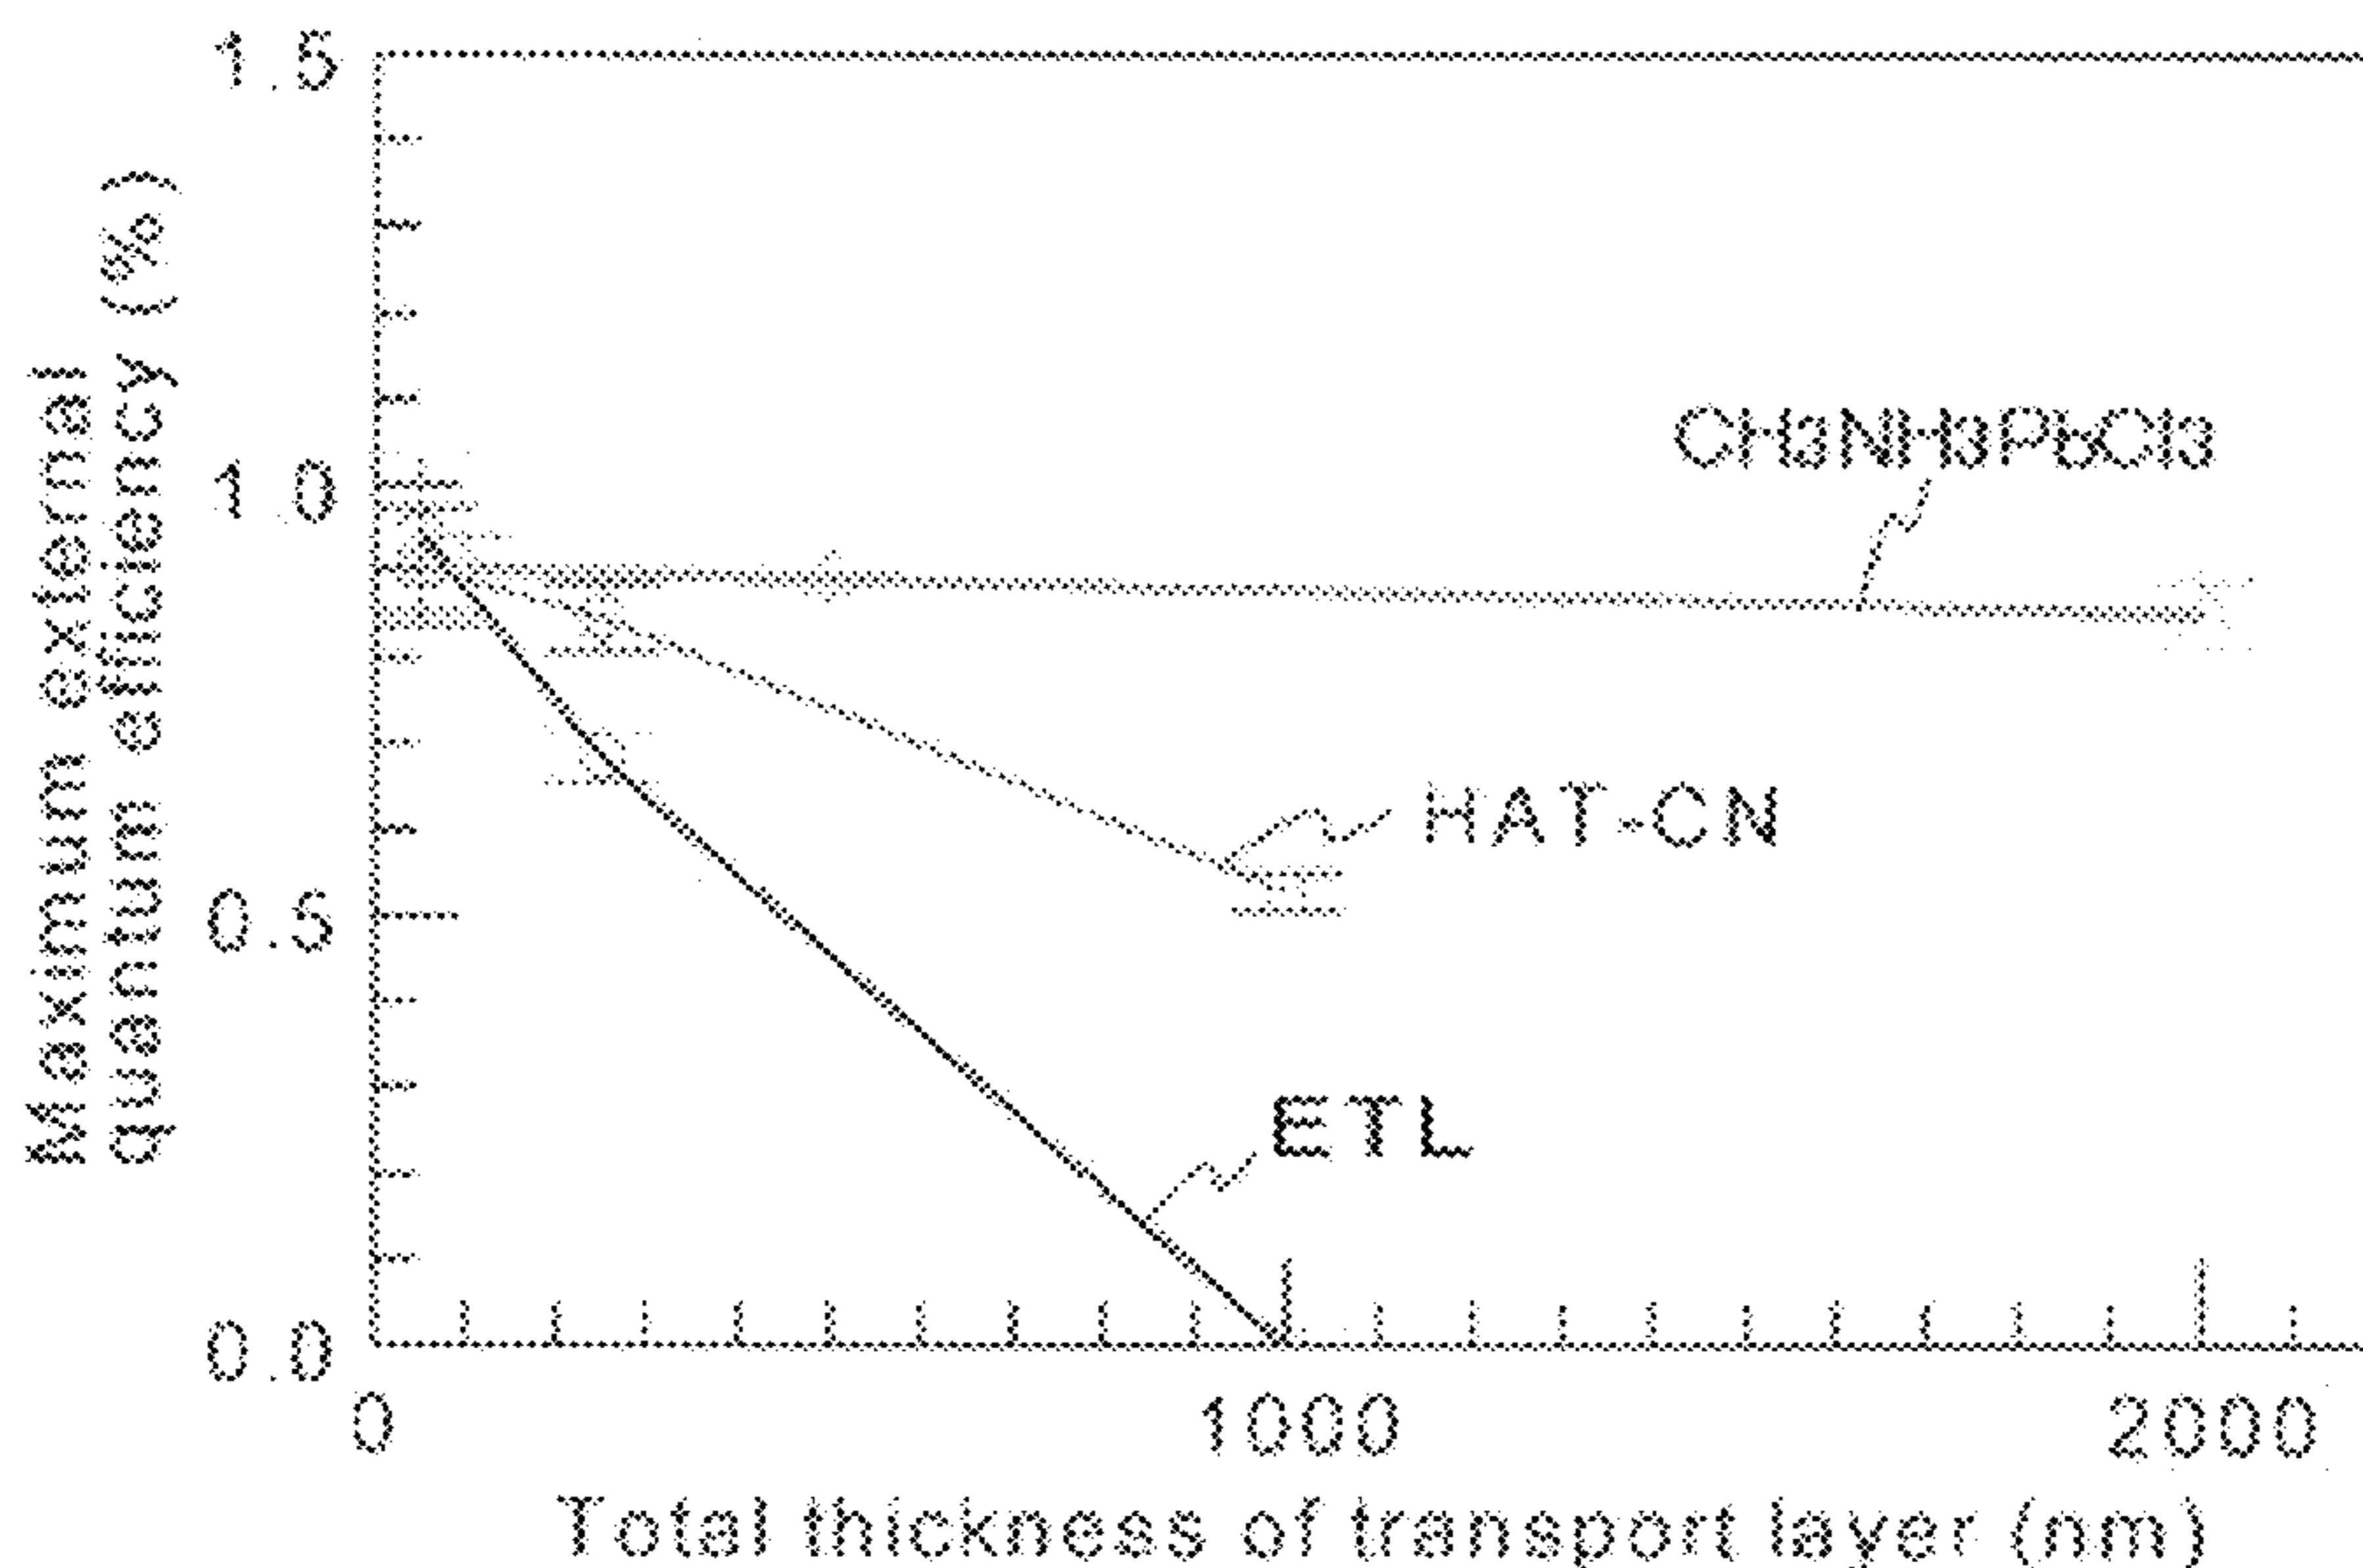 1.5
1.0
0.5
0.0
Maximum external
quantum efficiency (%)
CH3NH3PbCl3
HAT-CN
ETL
0 1000 2000
Total thickness of transport layer (nm)